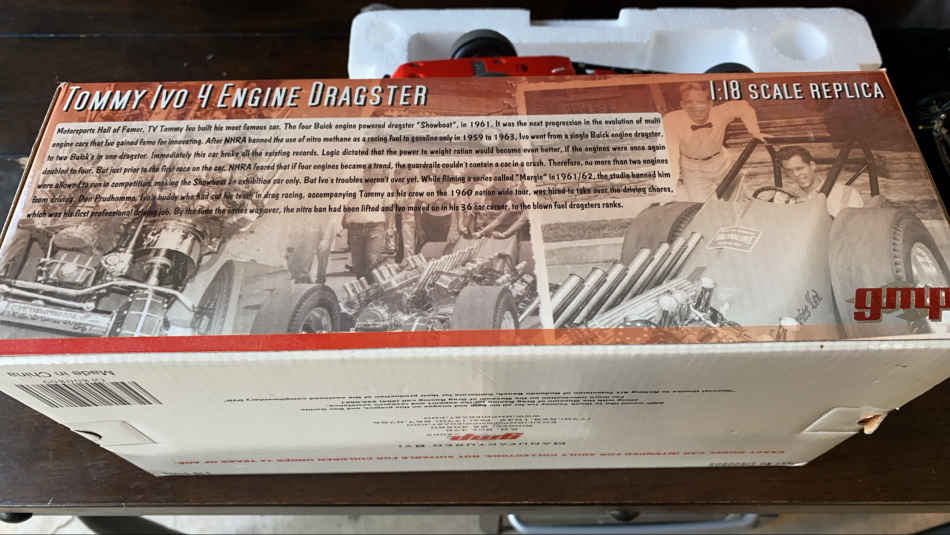 TOMMY IVO 4 ENGINE DRAGSTER
1:18 SCALE REPLICA
Motorsports Hall of Famer, TV Tommy Ivo built his most famous car. The four Buick engine powered dragster "Showboat", in 1961. It was the next progression in the evolution of multi
engine cars that Ivo gained fame for innovating. After NHRA banned the use of nitro methane as a racing fuel to gasoline only in 1959 to 1963, Ivo went from a single Buick engine dragster,
to two Buick's in one dragster. Immediately this car broke all the existing records. Logic dictated that the power to weight ration would become even better, if the engines were once again
doubled to four. But just prior to the first race on the car, NHRA feared that if four engines became a trend, the guardrails couldn't contain a car in a crash. Therefore, no more than two engines
were allowed to run in competition, making the Showboat an exhibition car only. But Ivo's troubles weren't over yet. While filming a series called "Margie" in 1961/62, the studio banned him
from driving. Don Prudhomme, Ivo's buddy who had cut his teeth in drag racing, accompanying Tommy as his crew on the 1960 nation wide tour, was hired to take over the driving chores,
which was his first professional driving job. By the time the series was over, the nitro ban had been lifted and Ivo moved on in his 36 car career, to the blown fuel dragsters ranks.
gmp
Made in China
MANUFACTURED BY:
gmp